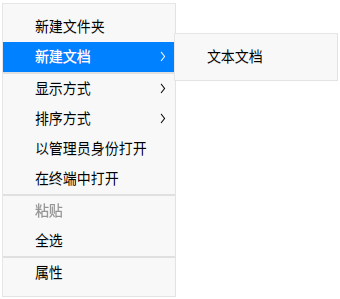 新建文件夹
新建文档
文本文档
显示方式
排序方式
以管理员身份打开
在终端中打开
粘贴
全选
属性